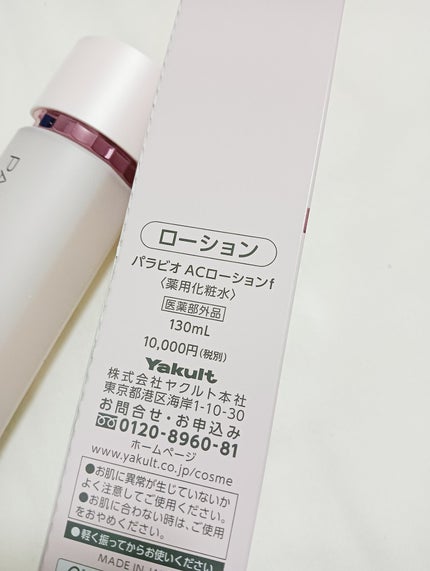 PA
ローション
パラビオ ACローションf
〈薬用化粧水〉
医薬部外品
130mL
10,000円(税別)
Yakult
株式会社ヤクルト本社
東京都港区海岸1-10-30
お問合せ・お申込み
0120-8960-81
ホームページ
www.yakult.co.jp/cosme
●お肌に異常が生じていないか
よく注意してご使用ください。
●お肌に合わない時は、ご使用
をおやめください。
●軽く振ってからお使いください
MADE IN